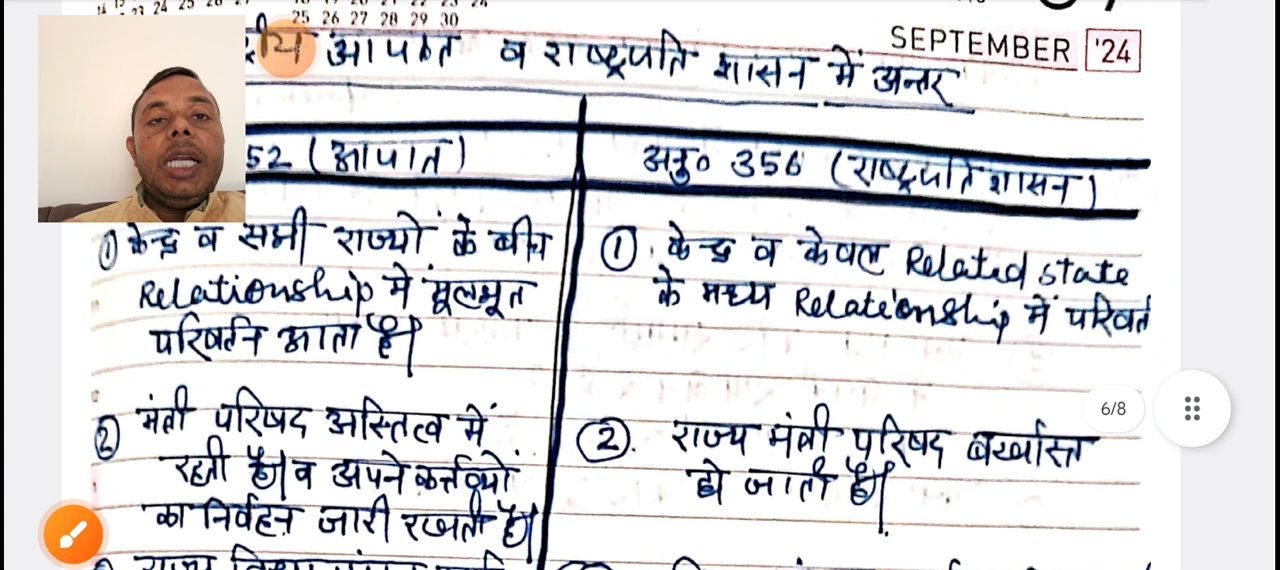 25 26 27 28 29 30
SEPTEMBER '24
आपात व राष्ट्रपति शासन में अन्तर
52 (आपात)
अनु० 356 (राष्ट्रपति शासन)
① केन्द्र व सभी राज्यों के बीच
Relationship में मूलभूत
परिवर्तन आता है।
① . केन्द्र व केवल Related state
के मध्य Relationship में परिवर्त
② मंत्री परिषद अस्तित्व में
रहती है। व अपने कर्त्तव्यों
का निर्वहन जारी रखती है।
②. राज्य मंत्री परिषद बर्खास्त
हो जाती है।
6/8